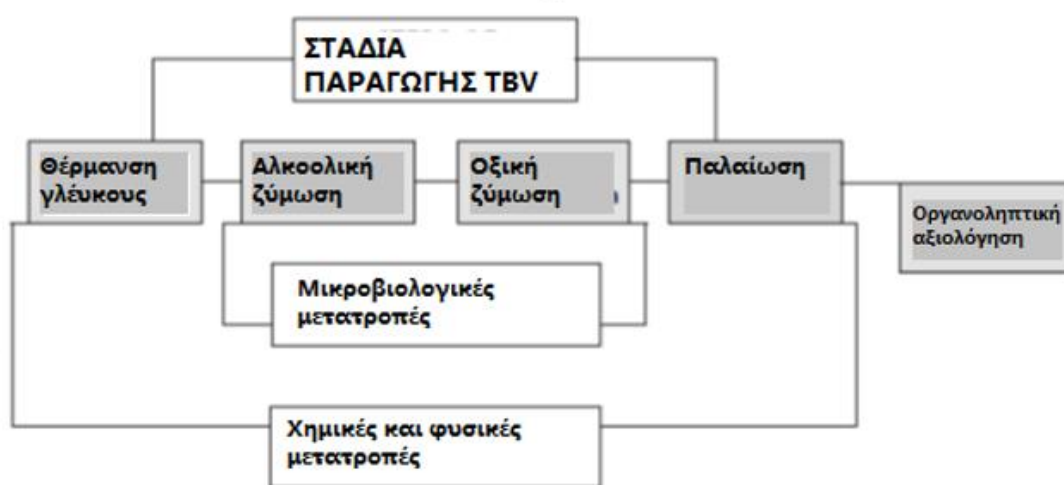 ΣΤΑΔΙΑ
ΠΑΡΑΓΩΓΗΣ TBV
Θέρμανση
γλέυκους
Αλκοολική
ζύμωση
Οξική
ζύμωση
Παλαίωση
Οργανοληπτική
αξιολόγηση
Μικροβιολογικές
μετατροπές
Χημικές και φυσικές
μετατροπές